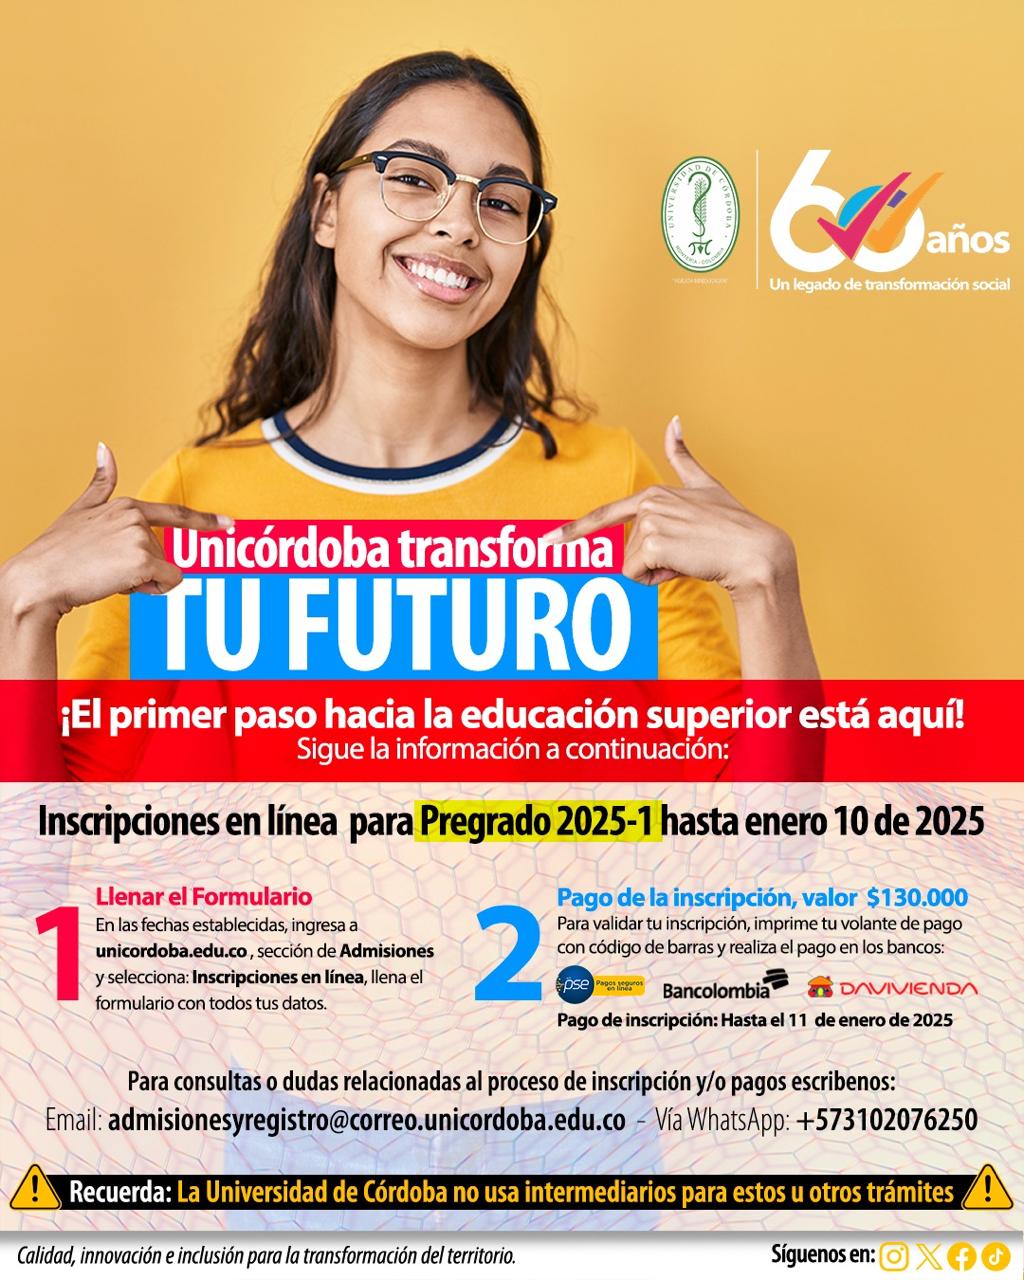 UNIVERSIDAD DE CÓRDOBA
MONTERÍA - COLOMBIA
60 años
Un legado de transformación social
Unicórdoba transforma
TU FUTURO
¡El primer paso hacia la educación superior está aquí!
Sigue la información a continuación:
Inscripciones en línea para Pregrado 2025-1 hasta enero 10 de 2025
1
Llenar el Formulario
En las fechas establecidas, ingresa a
unicordoba.edu.co , sección de Admisiones
y selecciona: Inscripciones en línea, llena el
formulario con todos tus datos.
2
Pago de la inscripción, valor $130.000
Para validar tu inscripción, imprime tu volante de pago
con código de barras y realiza el pago en los bancos:
pse Pagos seguros en línea Bancolombia DAVIVIENDA
Pago de inscripción: Hasta el 11 de enero de 2025
Para consultas o dudas relacionadas al proceso de inscripción y/o pagos escribenos:
Email: admisionesyregistro@correo.unicordoba.edu.co - Vía WhatsApp: +573102076250
Recuerda: La Universidad de Córdoba no usa intermediarios para estos u otros trámites
Calidad, innovación e inclusión para la transformación del territorio.
Síguenos en: